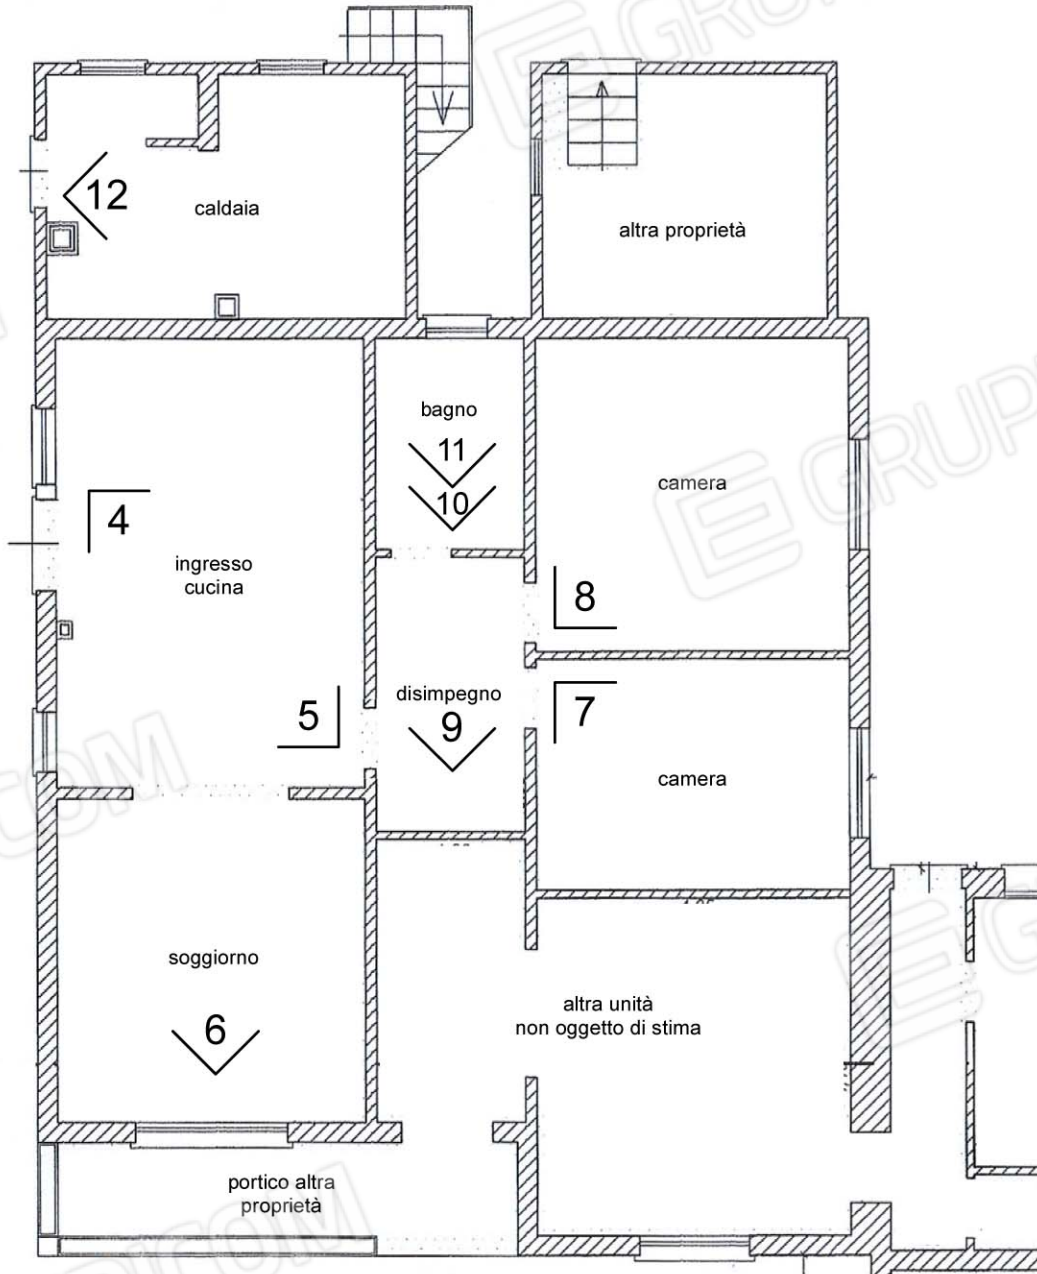 12
caldaia
altra proprietà
bagno
11
10
camera
4
ingresso
cucina
8
disimpegno
9
5
7
camera
soggiorno
6
altra unità
non oggetto di stima
portico altra
proprietà
GRUP